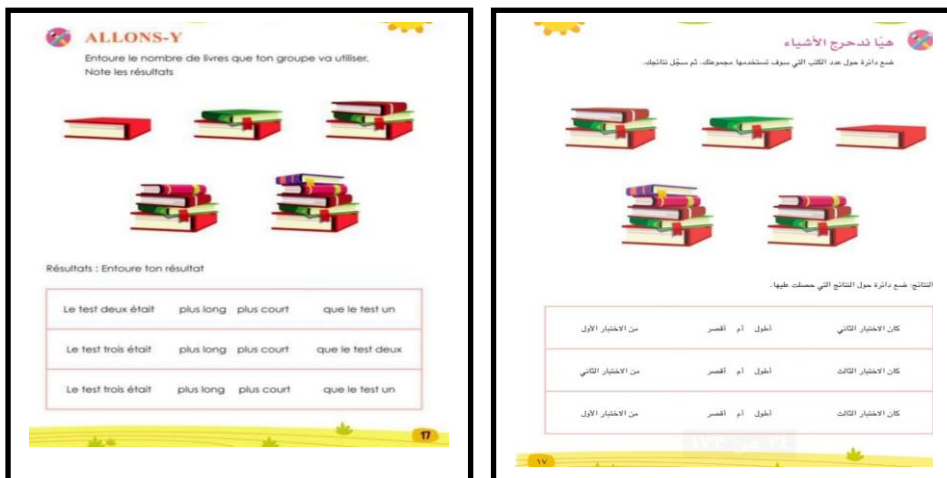 ALLONS-Y
Entoure le nombre de livres que ton groupe va utiliser.
Note les résultats
Résultats : Entoure ton résultat
Le test deux était plus long plus court que le test un
Le test trois était plus long plus court que le test deux
Le test trois était plus long plus court que le test un
17
هيّا ندحرج الأشياء
ضع دائرة حول عدد الكتب التي سوف تستخدمها مجموعتك، ثم سجّل نتائجك.
النتائج: ضع دائرة حول النتائج التي حصلت عليها.
كان الاختبار الثاني أطول أم أقصر من الاختبار الأول
كان الاختبار الثالث أطول أم أقصر من الاختبار الثاني
كان الاختبار الثالث أطول أم أقصر من الاختبار الأول
١٧